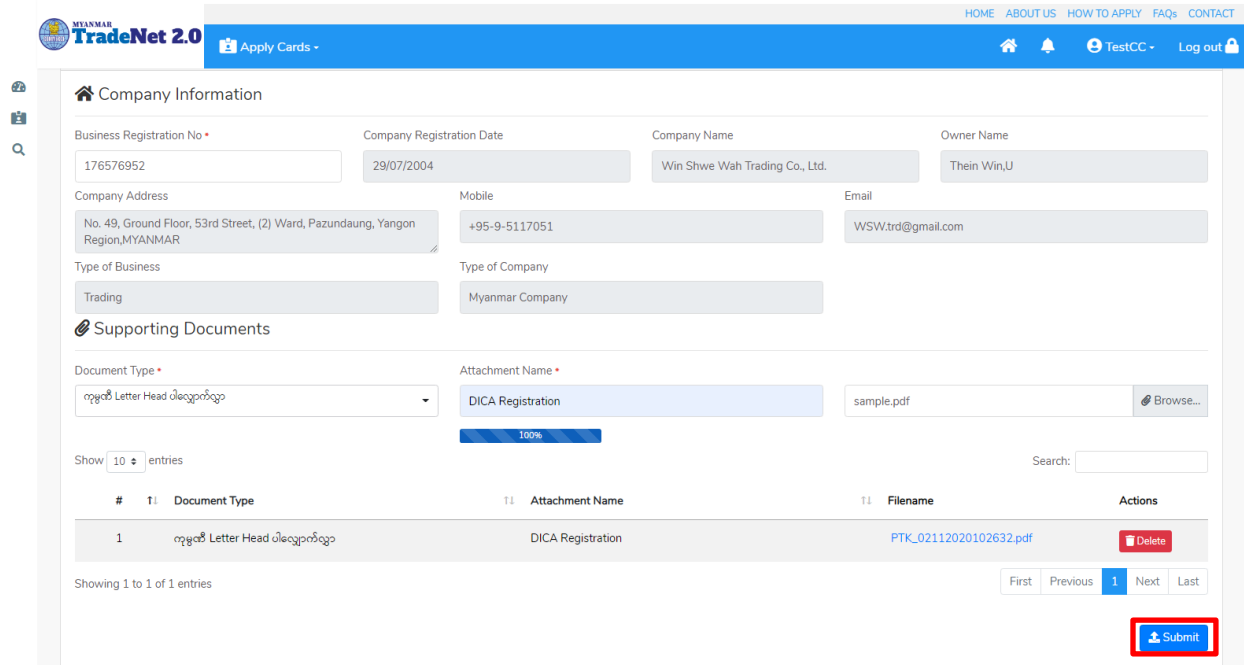 HOME ABOUT US HOW TO APPLY FAQs CONTACT
MYANMAR
TradeNet 2.0
Apply Cards
TestCC
Log out
Company Information
Business Registration No • Company Registration Date Company Name Owner Name
176576952 29/07/2004 Win Shwe Wah Trading Co., Ltd. Thein Win,U
Company Address Mobile Email
No. 49, Ground Floor, 53rd Street, (2) Ward, Pazundaung, Yangon
Region,MYANMAR
+95-9-5117051 WSW.trd@gmail.com
Type of Business Type of Company
Trading Myanmar Company
Supporting Documents
Document Type • Attachment Name •
ကုမ္ပဏီ Letter Head ပါလျှောက်လွှာ DICA Registration sample.pdf Browse...
100%
Show 10 entries Search:
# Document Type Attachment Name Filename Actions
1 ကုမ္ပဏီ Letter Head ပါလျှောက်လွှာ DICA Registration PTK_02112020102632.pdf Delete
Showing 1 to 1 of 1 entries First Previous 1 Next Last
Submit